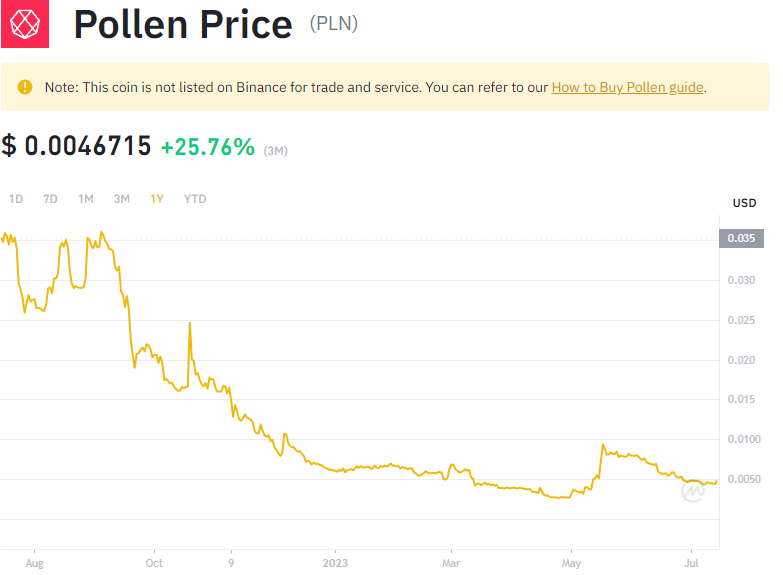 Pollen Price (PLN)
Note: This coin is not listed on Binance for trade and service. You can refer to our How to Buy Pollen guide.
$ 0.0046715 +25.76% (3M)
1D 7D 1M 3M 1Y YTD
USD
0.035
0.030
0.025
0.020
0.015
0.0100
0.0050
Aug Oct 9 2023 Mar May Jul